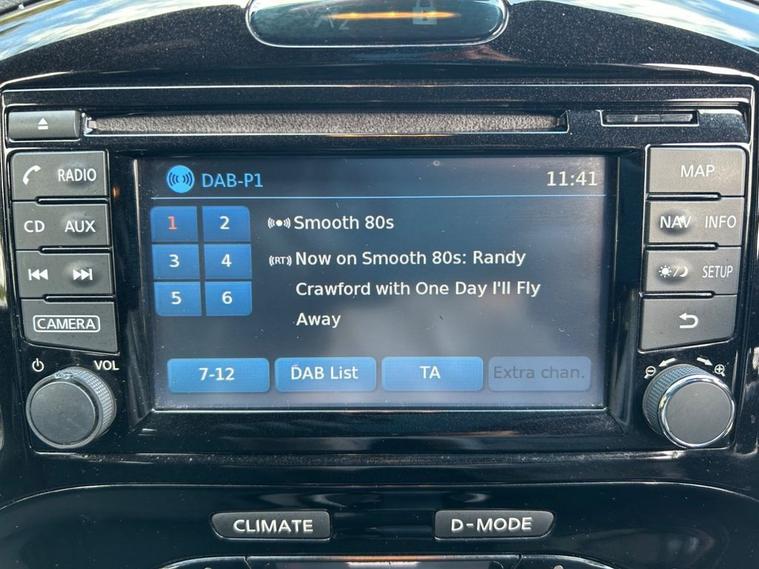 DAB-P1 11:41
1 2 Smooth 80s
3 4 (RT) Now on Smooth 80s: Randy
5 6 Crawford with One Day I'll Fly
Away
7-12 DAB List TA Extra chan.
RADIO
CD AUX
CAMERA
VOL
MAP
NAV INFO
SETUP
CLIMATE D-MODE